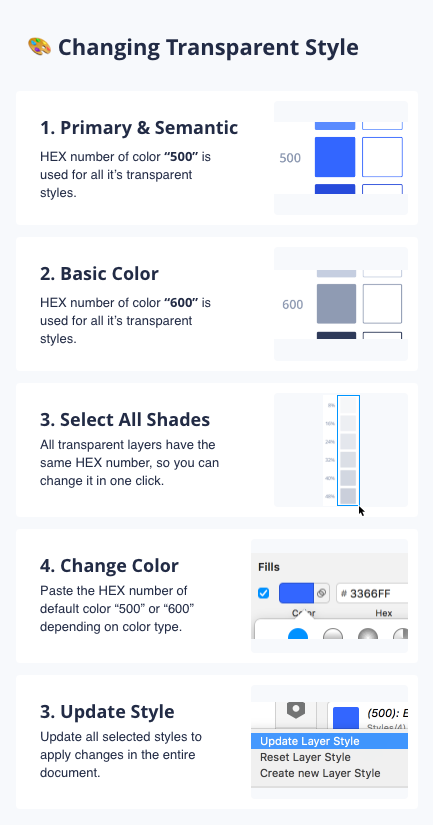 🎨 Changing Transparent Style
1. Primary & Semantic
HEX number of color “500” is
used for all it’s transparent
styles.
500
2. Basic Color
HEX number of color “600” is
used for all it’s transparent
styles.
600
3. Select All Shades
All transparent layers have the
same HEX number, so you can
change it in one click.
8%
16%
24%
32%
40%
48%
4. Change Color
Paste the HEX number of
default color “500” or “600”
depending on color type.
Fills
# 3366FF
Color Hex
3. Update Style
Update all selected styles to
apply changes in the entire
document.
(500): 
Update Layer Style
Reset Layer Style
Create new Layer Style